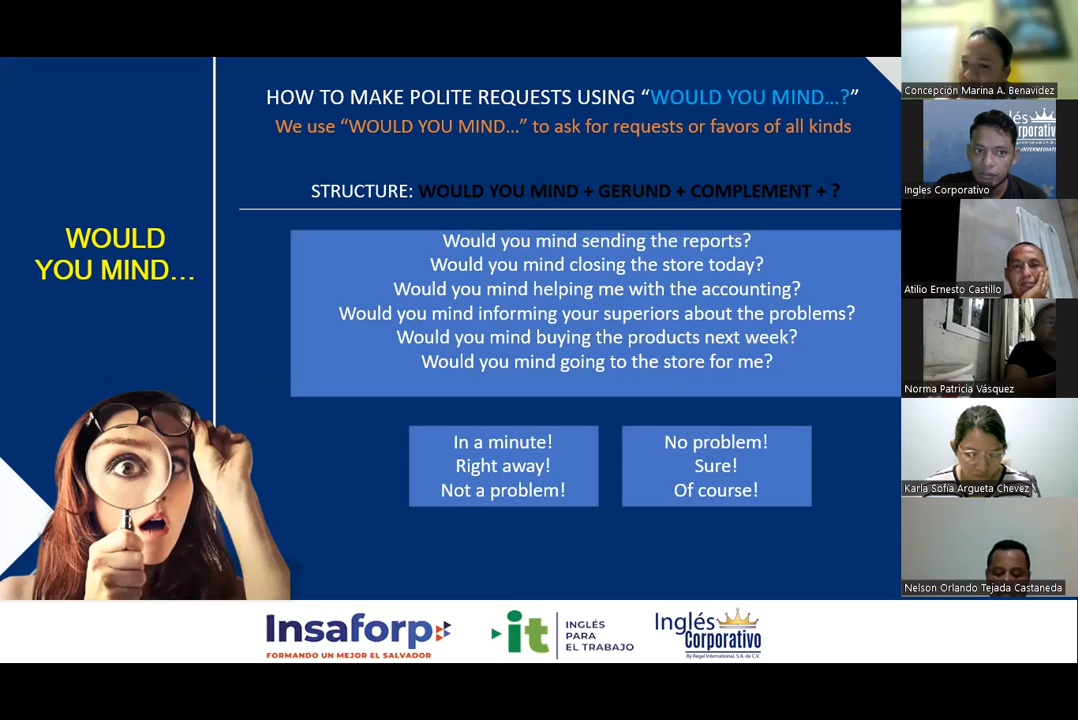 HOW TO MAKE POLITE REQUESTS USING “WOULD YOU MIND…?”
We use “WOULD YOU MIND…” to ask for requests or favors of all kinds
STRUCTURE: WOULD YOU MIND + GERUND + COMPLEMENT + ?
WOULD
YOU MIND…
Would you mind sending the reports?
Would you mind closing the store today?
Would you mind helping me with the accounting?
Would you mind informing your superiors about the problems?
Would you mind buying the products next week?
Would you mind going to the store for me?
In a minute!
Right away!
Not a problem!
No problem!
Sure!
Of course!
Insaforp
FORMANDO UN MEJOR EL SALVADOR
it
INGLÉS
PARA
EL TRABAJO
Inglés
Corporativo
By Regal International, S.A. de C.V.
Concepción Marina A. Benavidez
Ingles Corporativo
Atilio Ernesto Castillo
Norma Patricia Vásquez
Karla Sofía Argueta Chevez
Nelson Orlando Tejada Castaneda